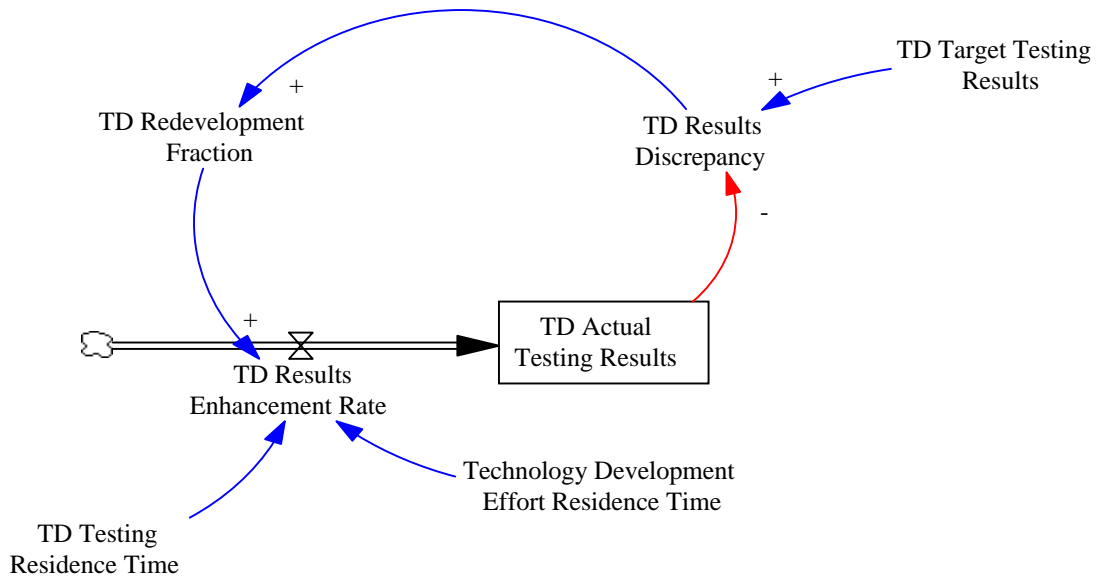 TD Target Testing
Results
+
+
TD Redevelopment
Fraction
TD Results
Discrepancy
-
+
TD Actual
Testing Results
TD Results
Enhancement Rate
Technology Development
Effort Residence Time
TD Testing
Residence Time